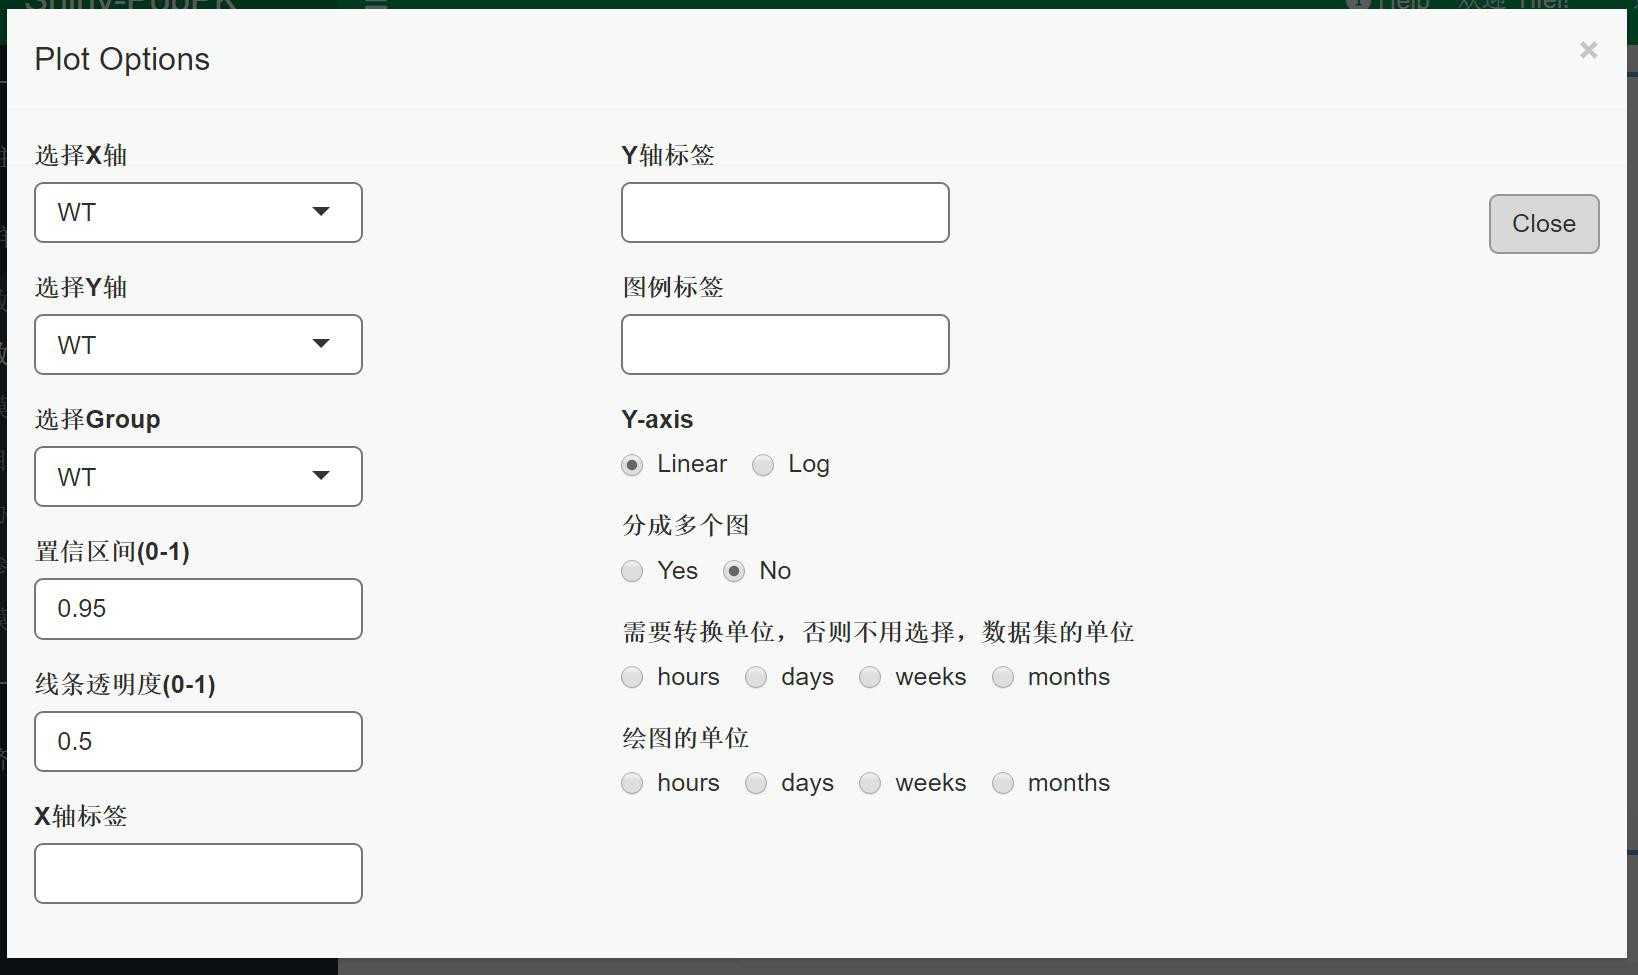 Plot Options
×
选择X轴
WT
选择Y轴
WT
选择Group
WT
置信区间(0-1)
0.95
线条透明度(0-1)
0.5
X轴标签
Y轴标签
图例标签
Y-axis
Linear Log
分成多个图
Yes No
需要转换单位，否则不用选择，数据集的单位
hours days weeks months
绘图的单位
hours days weeks months
Close